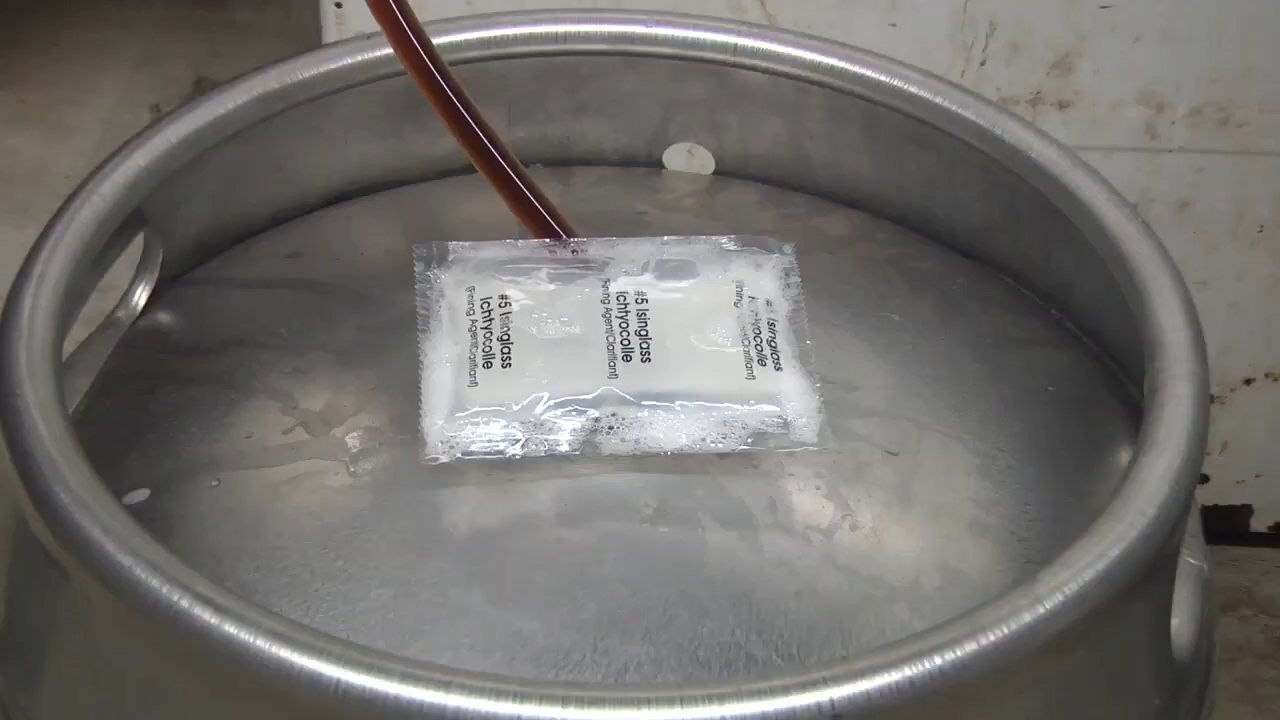 #5 Isinglass
Ichtyocolle
(Fining Agent/Clarifiant)
#5 Isinglass
Ichtyocolle
(Fining Agent/Clarifiant)
Isinglass